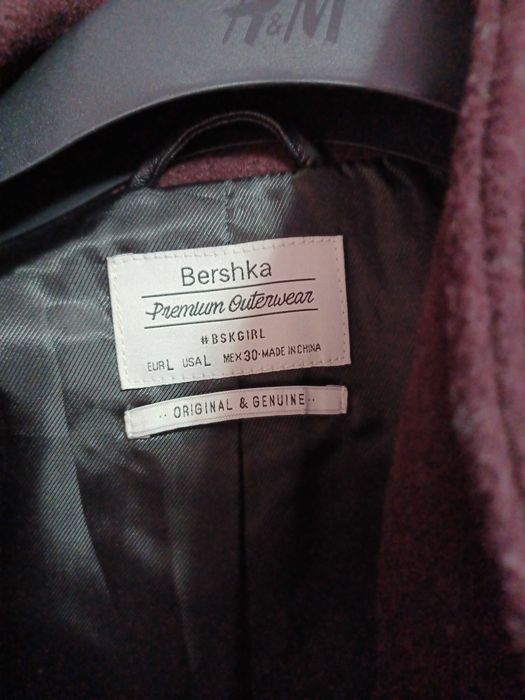 H&M
Bershka
Premium Outerwear
#BSKGIRL
EUR L USA L MEX 30 - MADE IN CHINA
·· ORIGINAL & GENUINE ··